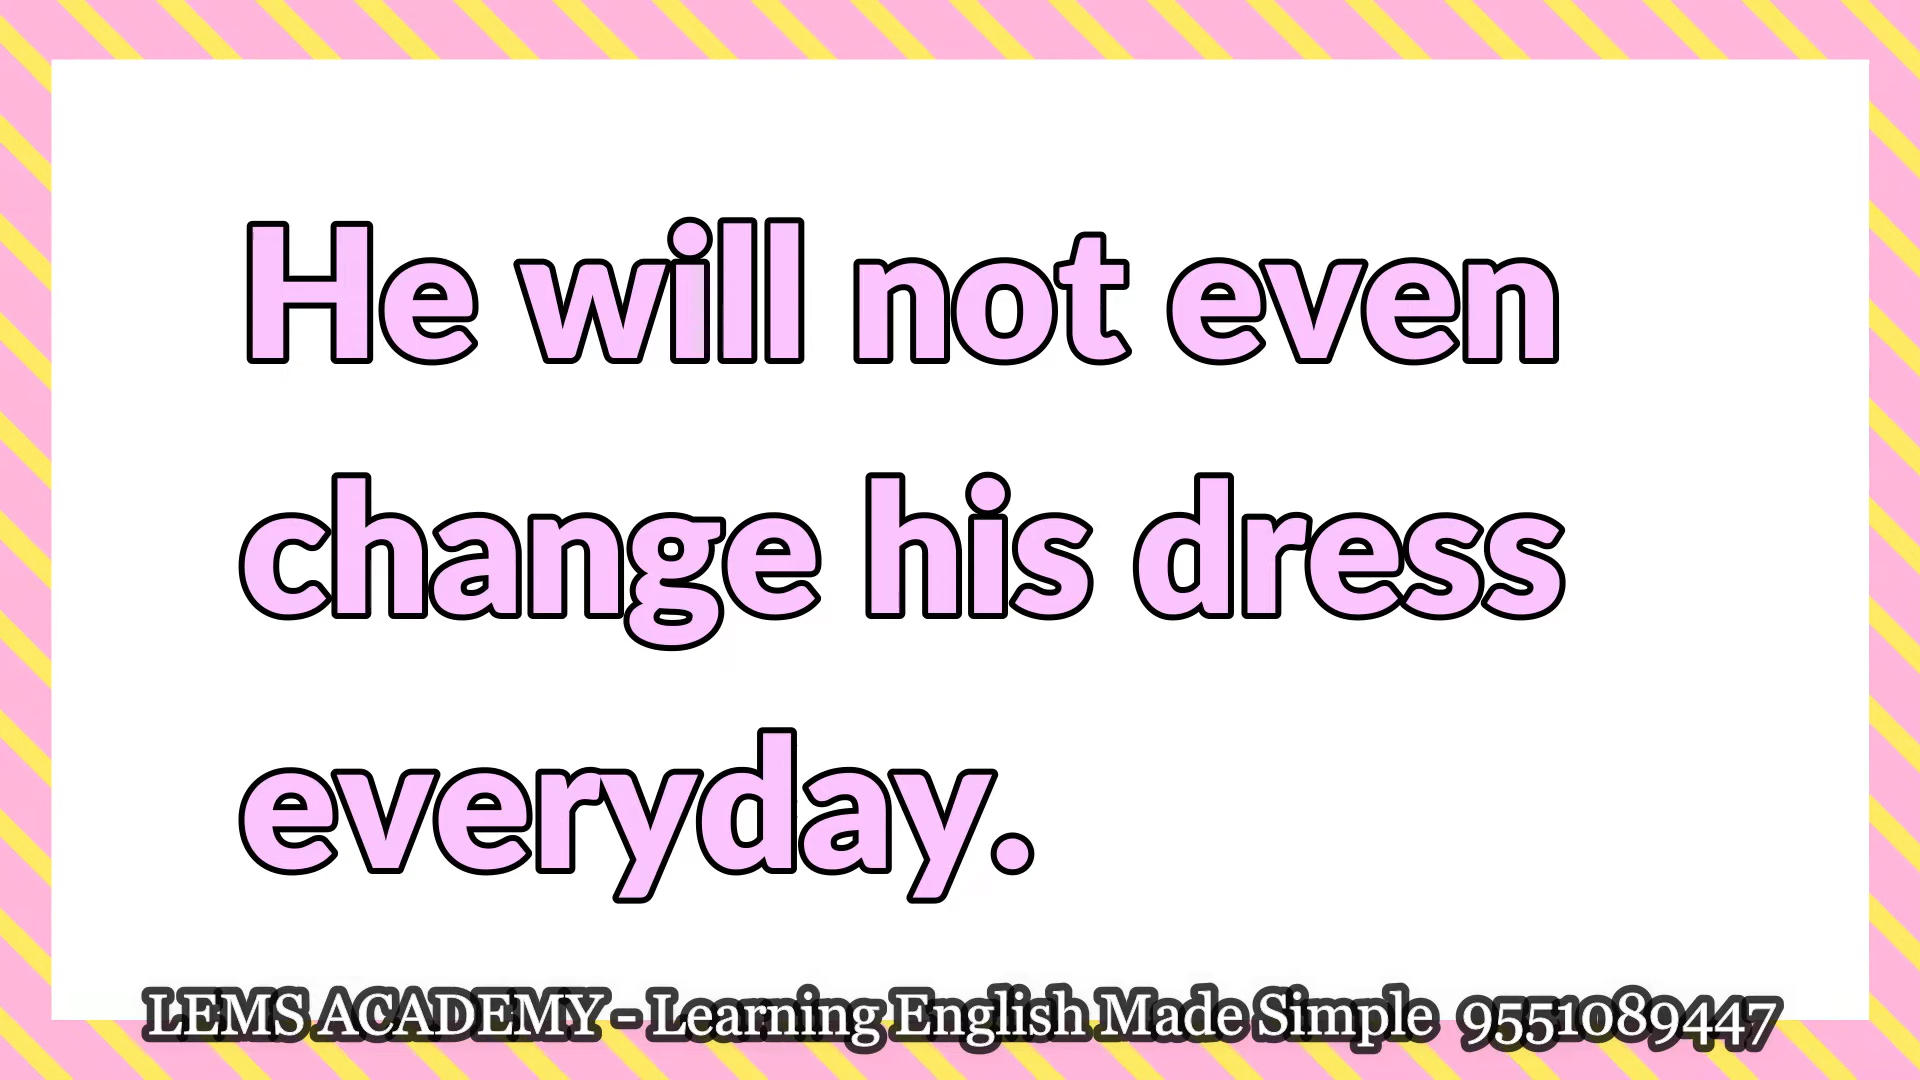 He will not even
change his dress
everyday.
LEMS ACADEMY - Learning English Made Simple 9551089447